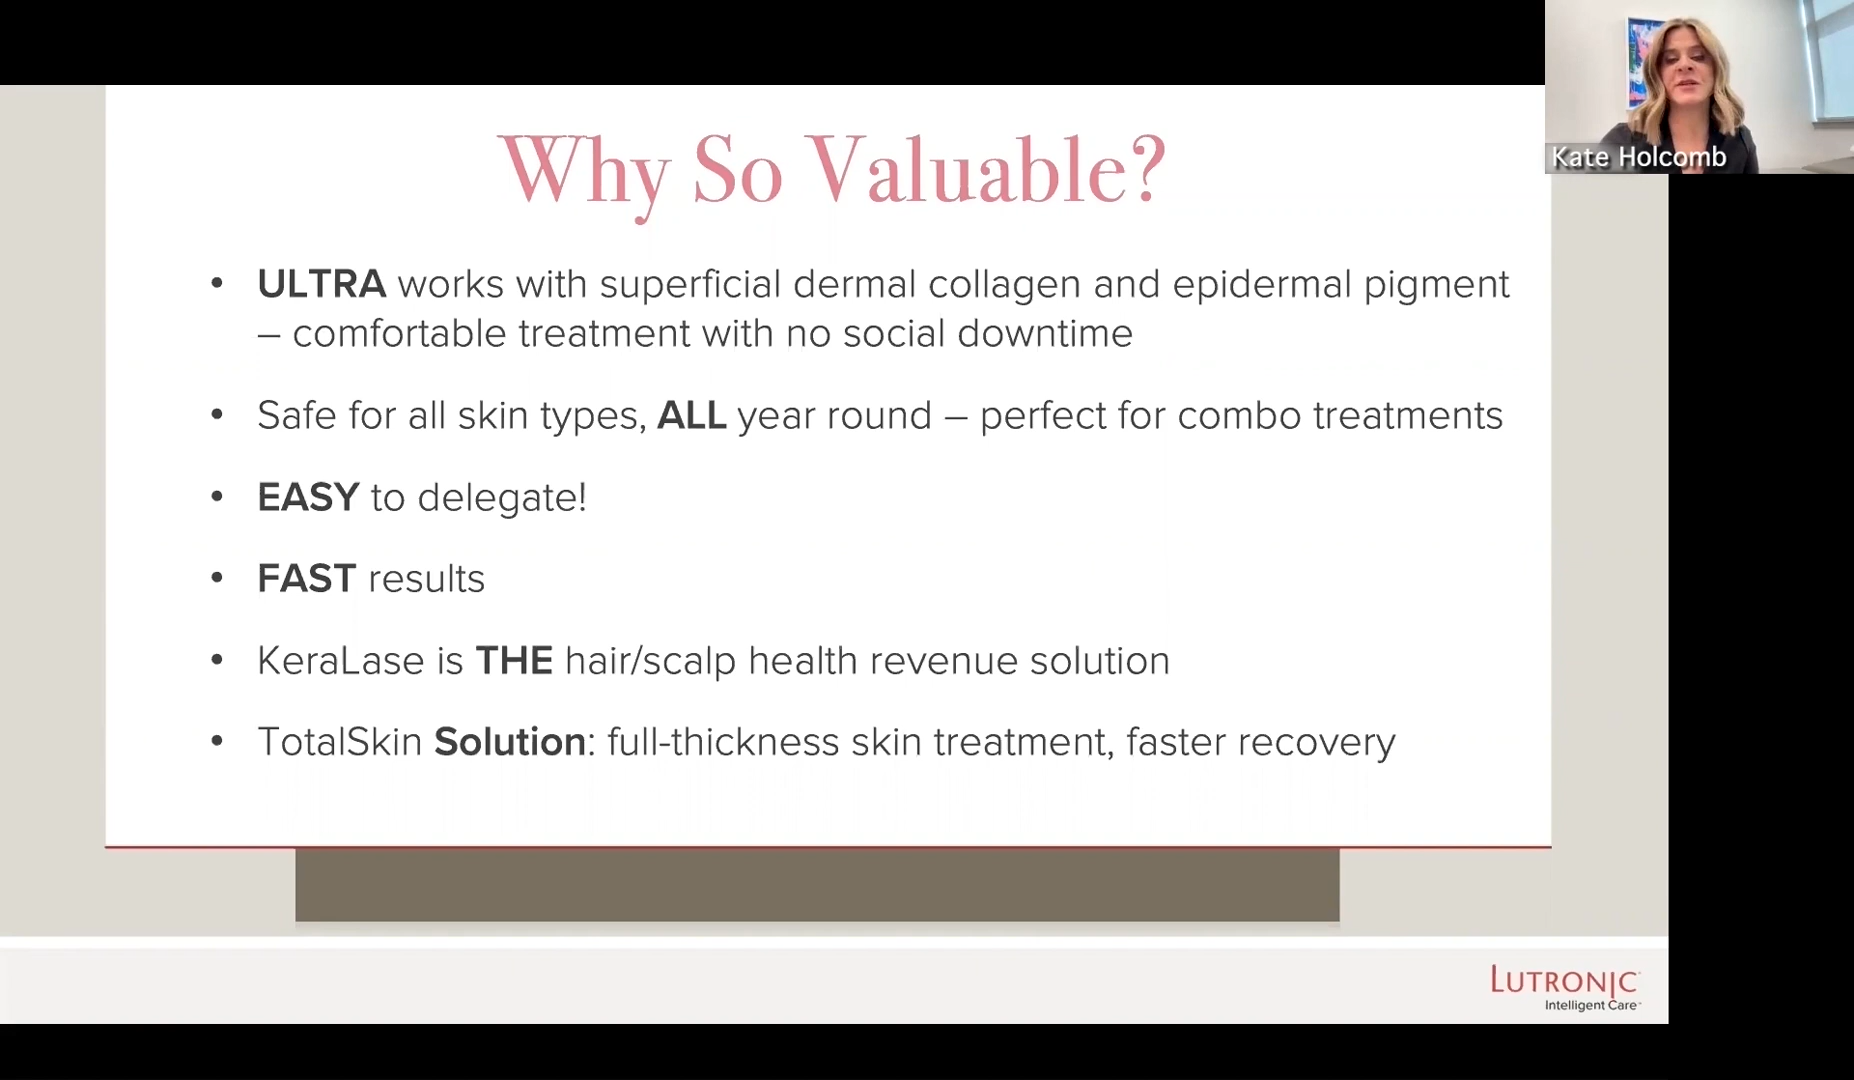 Kate Holcomb
Why So Valuable?
• ULTRA works with superficial dermal collagen and epidermal pigment
– comfortable treatment with no social downtime
• Safe for all skin types, ALL year round – perfect for combo treatments
• EASY to delegate!
• FAST results
• KeraLase is THE hair/scalp health revenue solution
• TotalSkin Solution: full-thickness skin treatment, faster recovery
LUTRONIC
Intelligent Care™